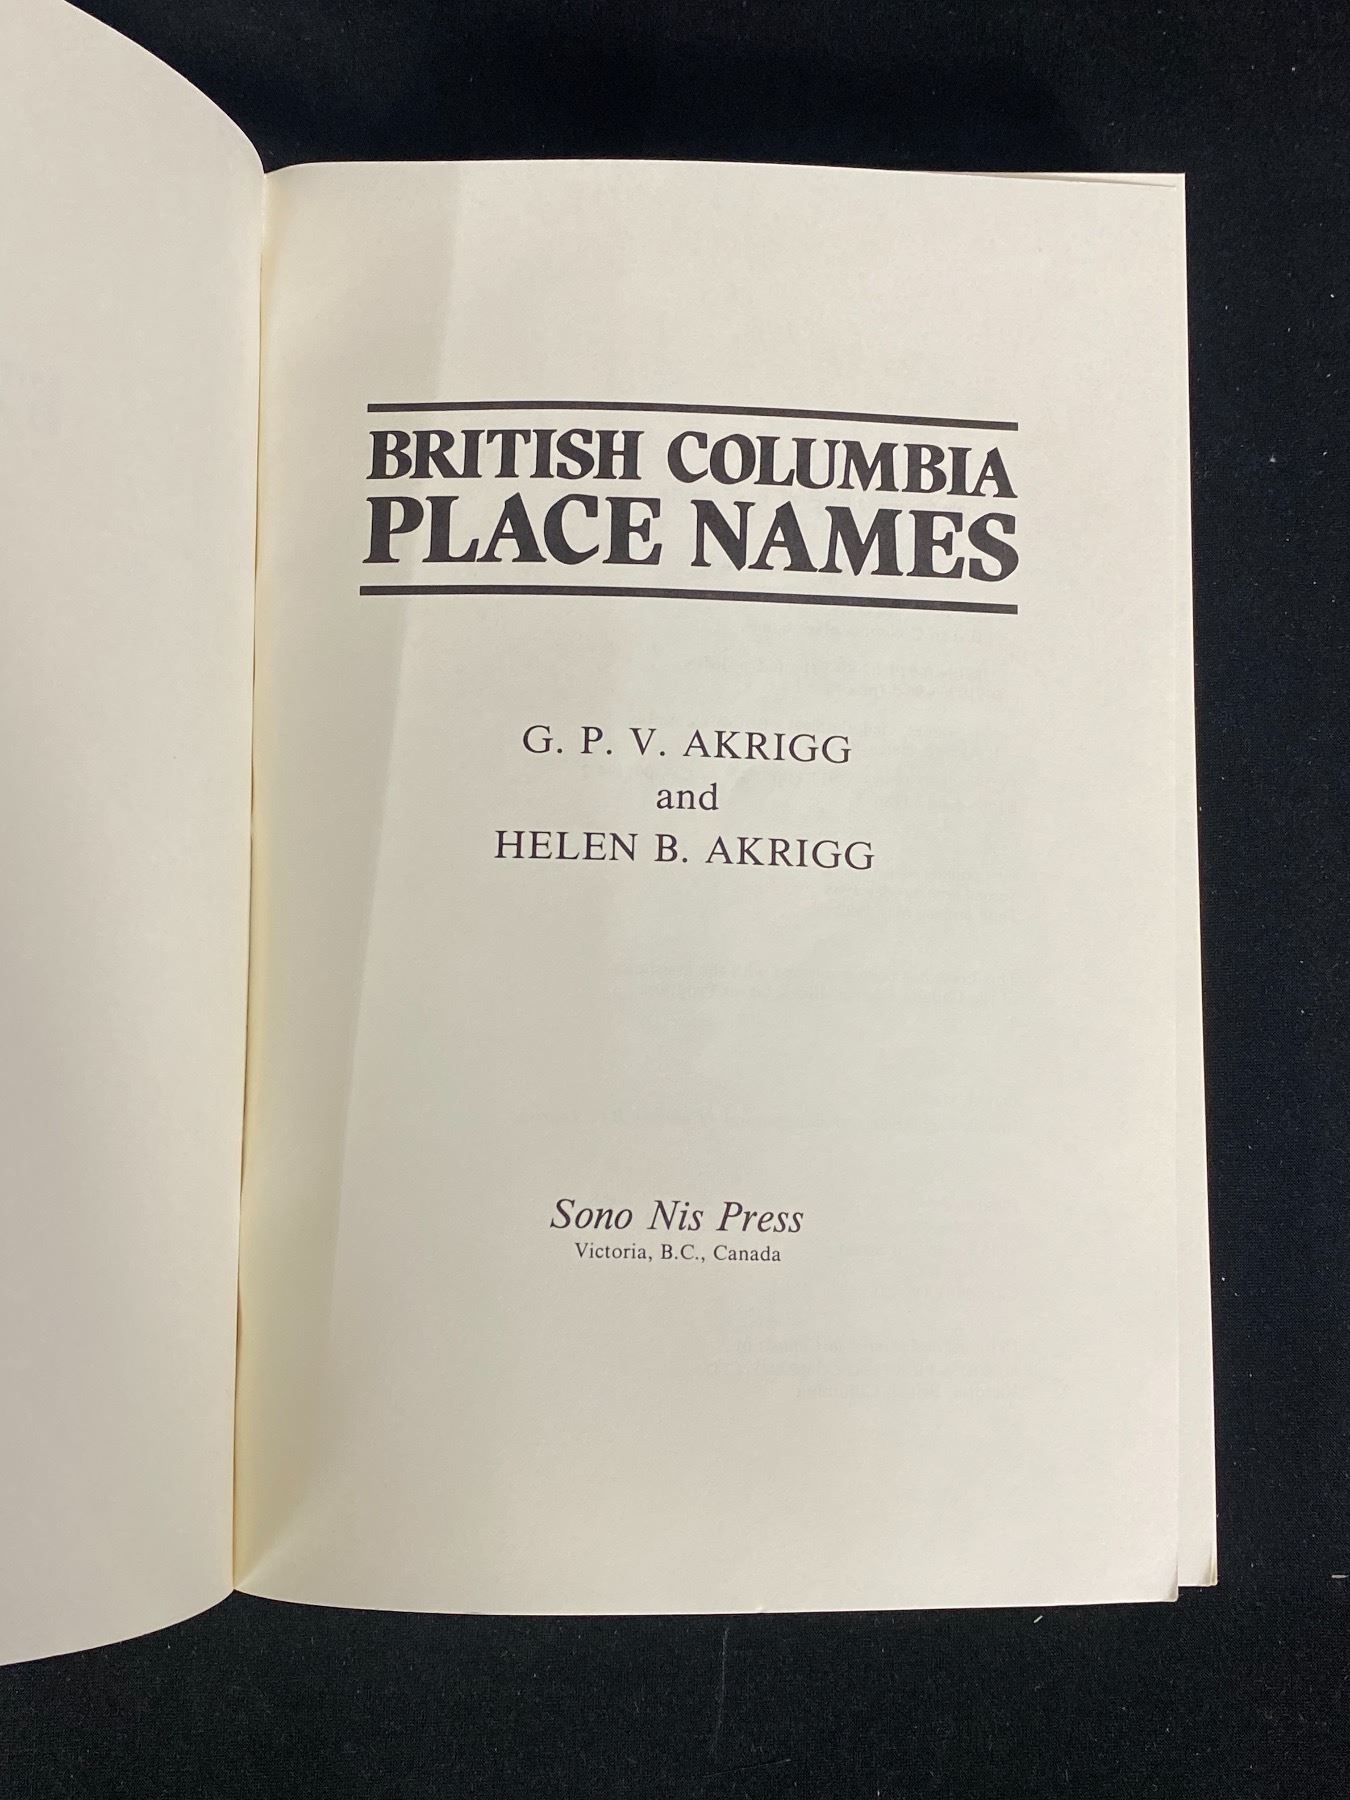 BRITISH COLUMBIA
PLACE NAMES
G. P. V. AKRIGG
and
HELEN B. AKRIGG
Sono Nis Press
Victoria, B.C., Canada